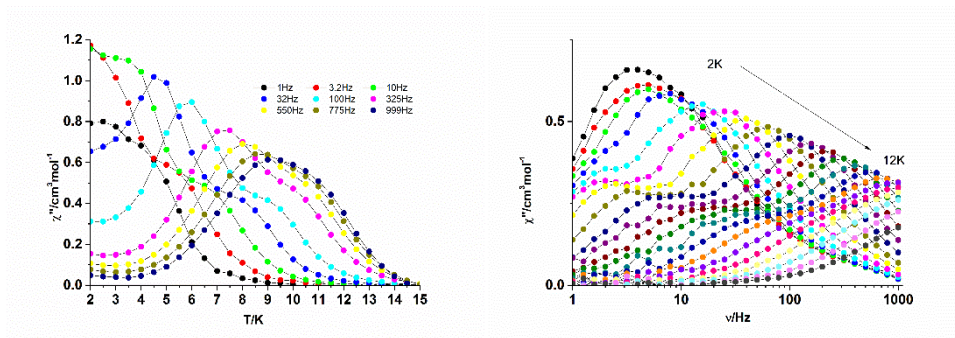 1.2
1.0
0.8
0.6
0.4
0.2
0.0
χ''/cm³mol⁻¹
1Hz 3.2Hz 10Hz
32Hz 100Hz 325Hz
550Hz 775Hz 999Hz
2 3 4 5 6 7 8 9 10 11 12 13 14 15
T/K
0.5
0.0
χ''/cm³mol⁻¹
2K
12K
1 10 100 1000
ν/Hz